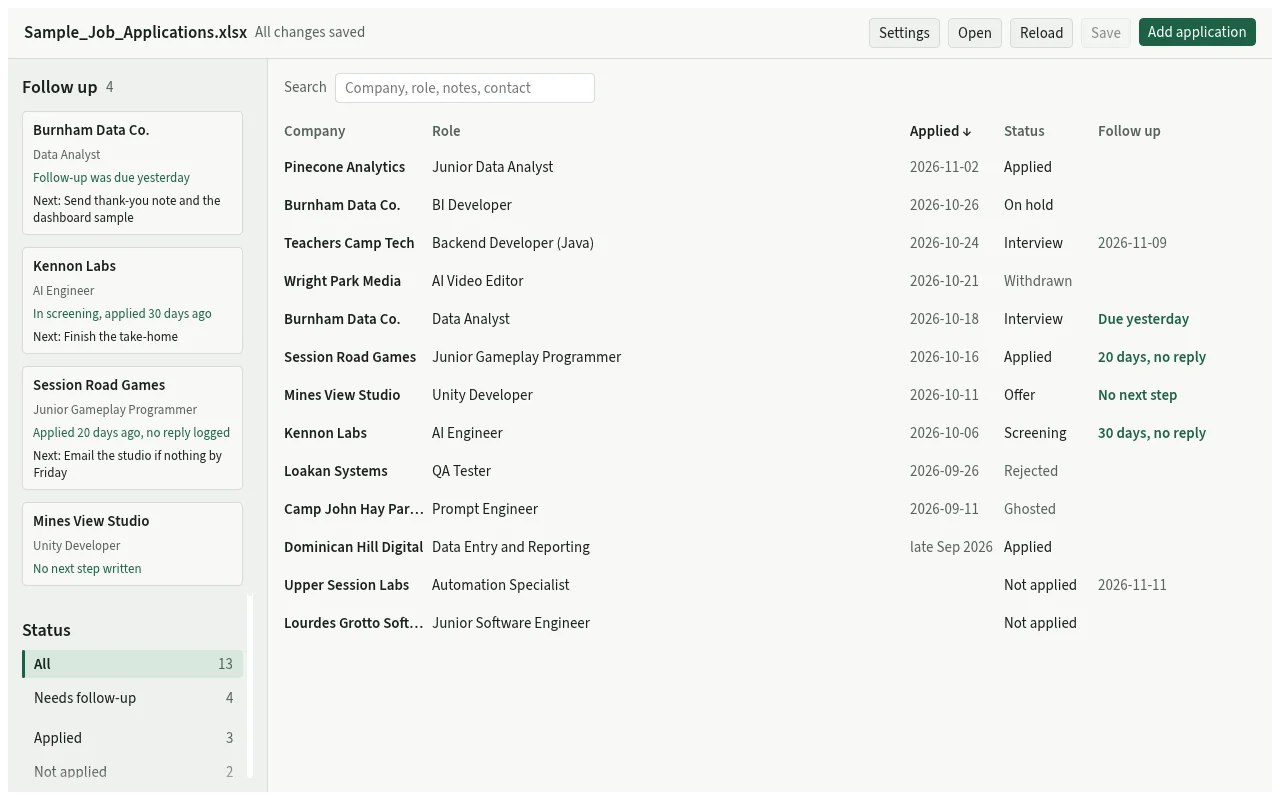 Sample_Job_Applications.xlsx All changes saved Settings Open Reload Save Add application
Follow up 4
Burnham Data Co.
Data Analyst
Follow-up was due yesterday
Next: Send thank-you note and the
dashboard sample
Kennon Labs
AI Engineer
In screening, applied 30 days ago
Next: Finish the take-home
Session Road Games
Junior Gameplay Programmer
Applied 20 days ago, no reply logged
Next: Email the studio if nothing by
Friday
Mines View Studio
Unity Developer
No next step written
Status
All 13
Needs follow-up 4
Applied 3
Not applied 2
Search Company, role, notes, contact
Company Role Applied ↓ Status Follow up
Pinecone Analytics Junior Data Analyst 2026-11-02 Applied
Burnham Data Co. BI Developer 2026-10-26 On hold
Teachers Camp Tech Backend Developer (Java) 2026-10-24 Interview 2026-11-09
Wright Park Media AI Video Editor 2026-10-21 Withdrawn
Burnham Data Co. Data Analyst 2026-10-18 Interview Due yesterday
Session Road Games Junior Gameplay Programmer 2026-10-16 Applied 20 days, no reply
Mines View Studio Unity Developer 2026-10-11 Offer No next step
Kennon Labs AI Engineer 2026-10-06 Screening 30 days, no reply
Loakan Systems QA Tester 2026-09-26 Rejected
Camp John Hay Par… Prompt Engineer 2026-09-11 Ghosted
Dominican Hill Digital Data Entry and Reporting late Sep 2026 Applied
Upper Session Labs Automation Specialist Not applied 2026-11-11
Lourdes Grotto Soft… Junior Software Engineer Not applied